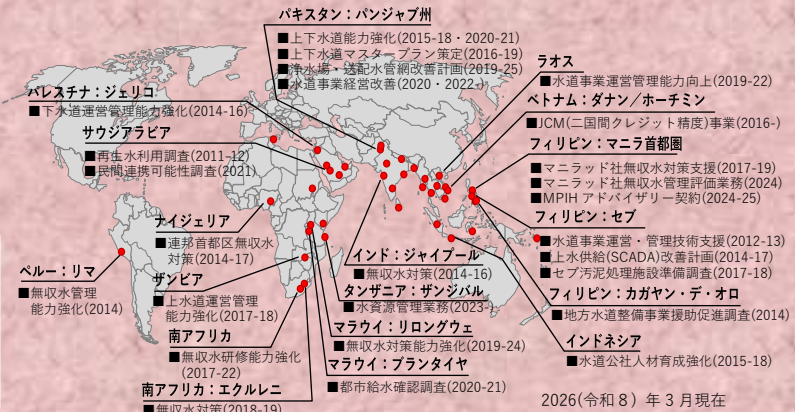 パキスタン：パンジャブ州
■上下水道能力強化(2015-18・2020-21)
■上下水道マスタープラン策定(2016-19)
■浄水場・送配水管網改善計画(2019-25)
■水道事業経営改善(2020・2022-)
ラオス
■水道事業運営管理能力向上(2019-22)
ベトナム：ダナン／ホーチミン
■JCM(二国間クレジット精度)事業(2016-)
フィリピン：マニラ首都圏
■マニラッド社無収水対策支援(2017-19)
■マニラッド社無収水管理評価業務(2024)
■MPIH アドバイザリー契約(2024-25)
フィリピン：セブ
■水道事業運営・管理技術支援(2012-13)
■上水供給(SCADA)改善計画(2014-17)
■セブ汚泥処理施設準備調査(2017-18)
フィリピン：カガヤン・デ・オロ
■地方水道整備事業援助促進調査(2014)
インドネシア
■水道公社人材育成強化(2015-18)
パレスチナ：ジェリコ
■下水道運営管理能力強化(2014-16)
サウジアラビア
■再生水利用調査(2011-12)
■民間連携可能性調査(2021)
ナイジェリア
■連邦首都区無収水
対策(2014-17)
ペルー：リマ
■無収水管理
能力強化(2014)
ザンビア
■上水道運営管理
能力強化(2017-18)
南アフリカ
■無収水研修能力強化
(2017-22)
南アフリカ：エクルレニ
■無収水対策(2018-19)
インド：ジャイプール
■無収水対策(2014-16)
タンザニア：ザンジバル
■水資源管理業務(2023-)
マラウイ：リロングウェ
■無収水対策能力強化(2019-24)
マラウイ：ブランタイヤ
■都市給水確認調査(2020-21)
2026(令和８）年３月現在